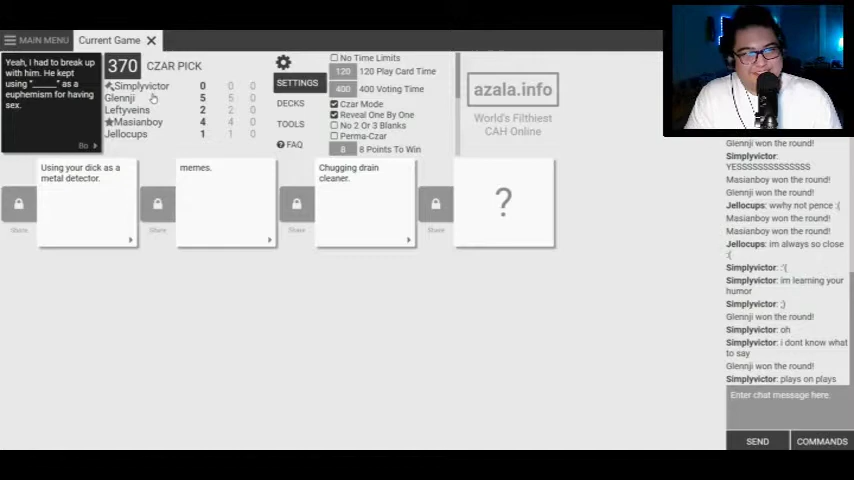 MAIN MENU
Current Game
Yeah, I had to break up
with him. He kept
using "_____" as a
euphemism for having
sex.
Bo
370 CZAR PICK
Simplyvictor 0 0 0
Glennji 5 5 0
Leftyveins 2 2 0
Masianboy 4 4 0
Jellocups 1 1 0
SETTINGS
DECKS
TOOLS
FAQ
No Time Limits
120 120 Play Card Time
400 400 Voting Time
Czar Mode
Reveal One By One
No 2 Or 3 Blanks
Perma-Czar
8 8 Points To Win
azala.info
World's Filthiest
CAH Online
Share
Using your dick as a
metal detector.
Share
memes.
Share
Chugging drain
cleaner.
Share
?
Glennji won the round!
Simplyvictor:
YESSSSSSSSSSSSSS
Masianboy won the round!
Glennji won the round!
Jellocups: wwhy not pence :(
Masianboy won the round!
Masianboy won the round!
Jellocups: im always so close
:(
Simplyvictor: :'(
Simplyvictor: im learning your
humor
Simplyvictor: ;)
Glennji won the round!
Simplyvictor: oh
Simplyvictor: i dont know what
to say
Glennji won the round!
Simplyvictor: plays on plays
Enter chat message here.
SEND
COMMANDS